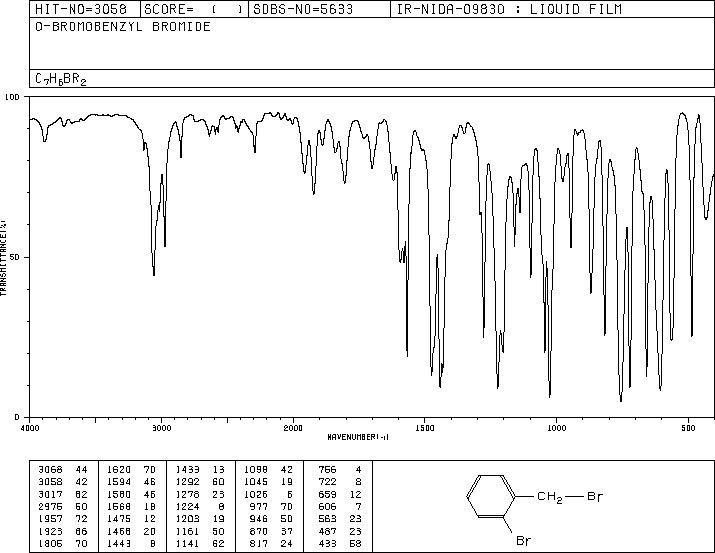 HIT-NO=3058 SCORE= ( ) SDBS-NO=5633 IR-NIDA-09830 : LIQUID FILM
O-BROMOBENZYL BROMIDE
C7H6BR2
100
50
0
TRANSMITTANCE(%)
4000 3000 2000 1500 1000 500
WAVENUMBER(-1)
3068 44 1620 70 1433 13 1098 42 756 4
3058 42 1594 46 1292 60 1045 19 722 8
3017 62 1580 46 1278 23 1026 6 659 12
2975 50 1568 18 1224 8 977 70 606 7
1957 72 1475 12 1203 19 946 50 563 23
1923 66 1468 20 1161 50 870 37 487 23
1806 70 1443 9 1141 62 817 24 433 58
CH2 Br
Br